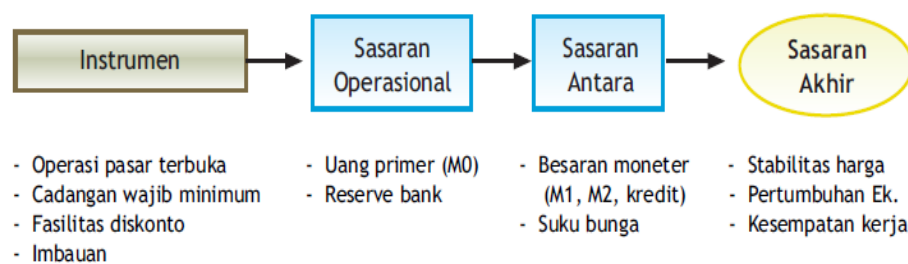 Instrumen
Sasaran
Operasional
Sasaran
Antara
Sasaran
Akhir
- Operasi pasar terbuka
- Cadangan wajib minimum
- Fasilitas diskonto
- Imbauan
- Uang primer (M0)
- Reserve bank
- Besaran moneter
(M1, M2, kredit)
- Suku bunga
- Stabilitas harga
- Pertumbuhan Ek.
- Kesempatan kerja